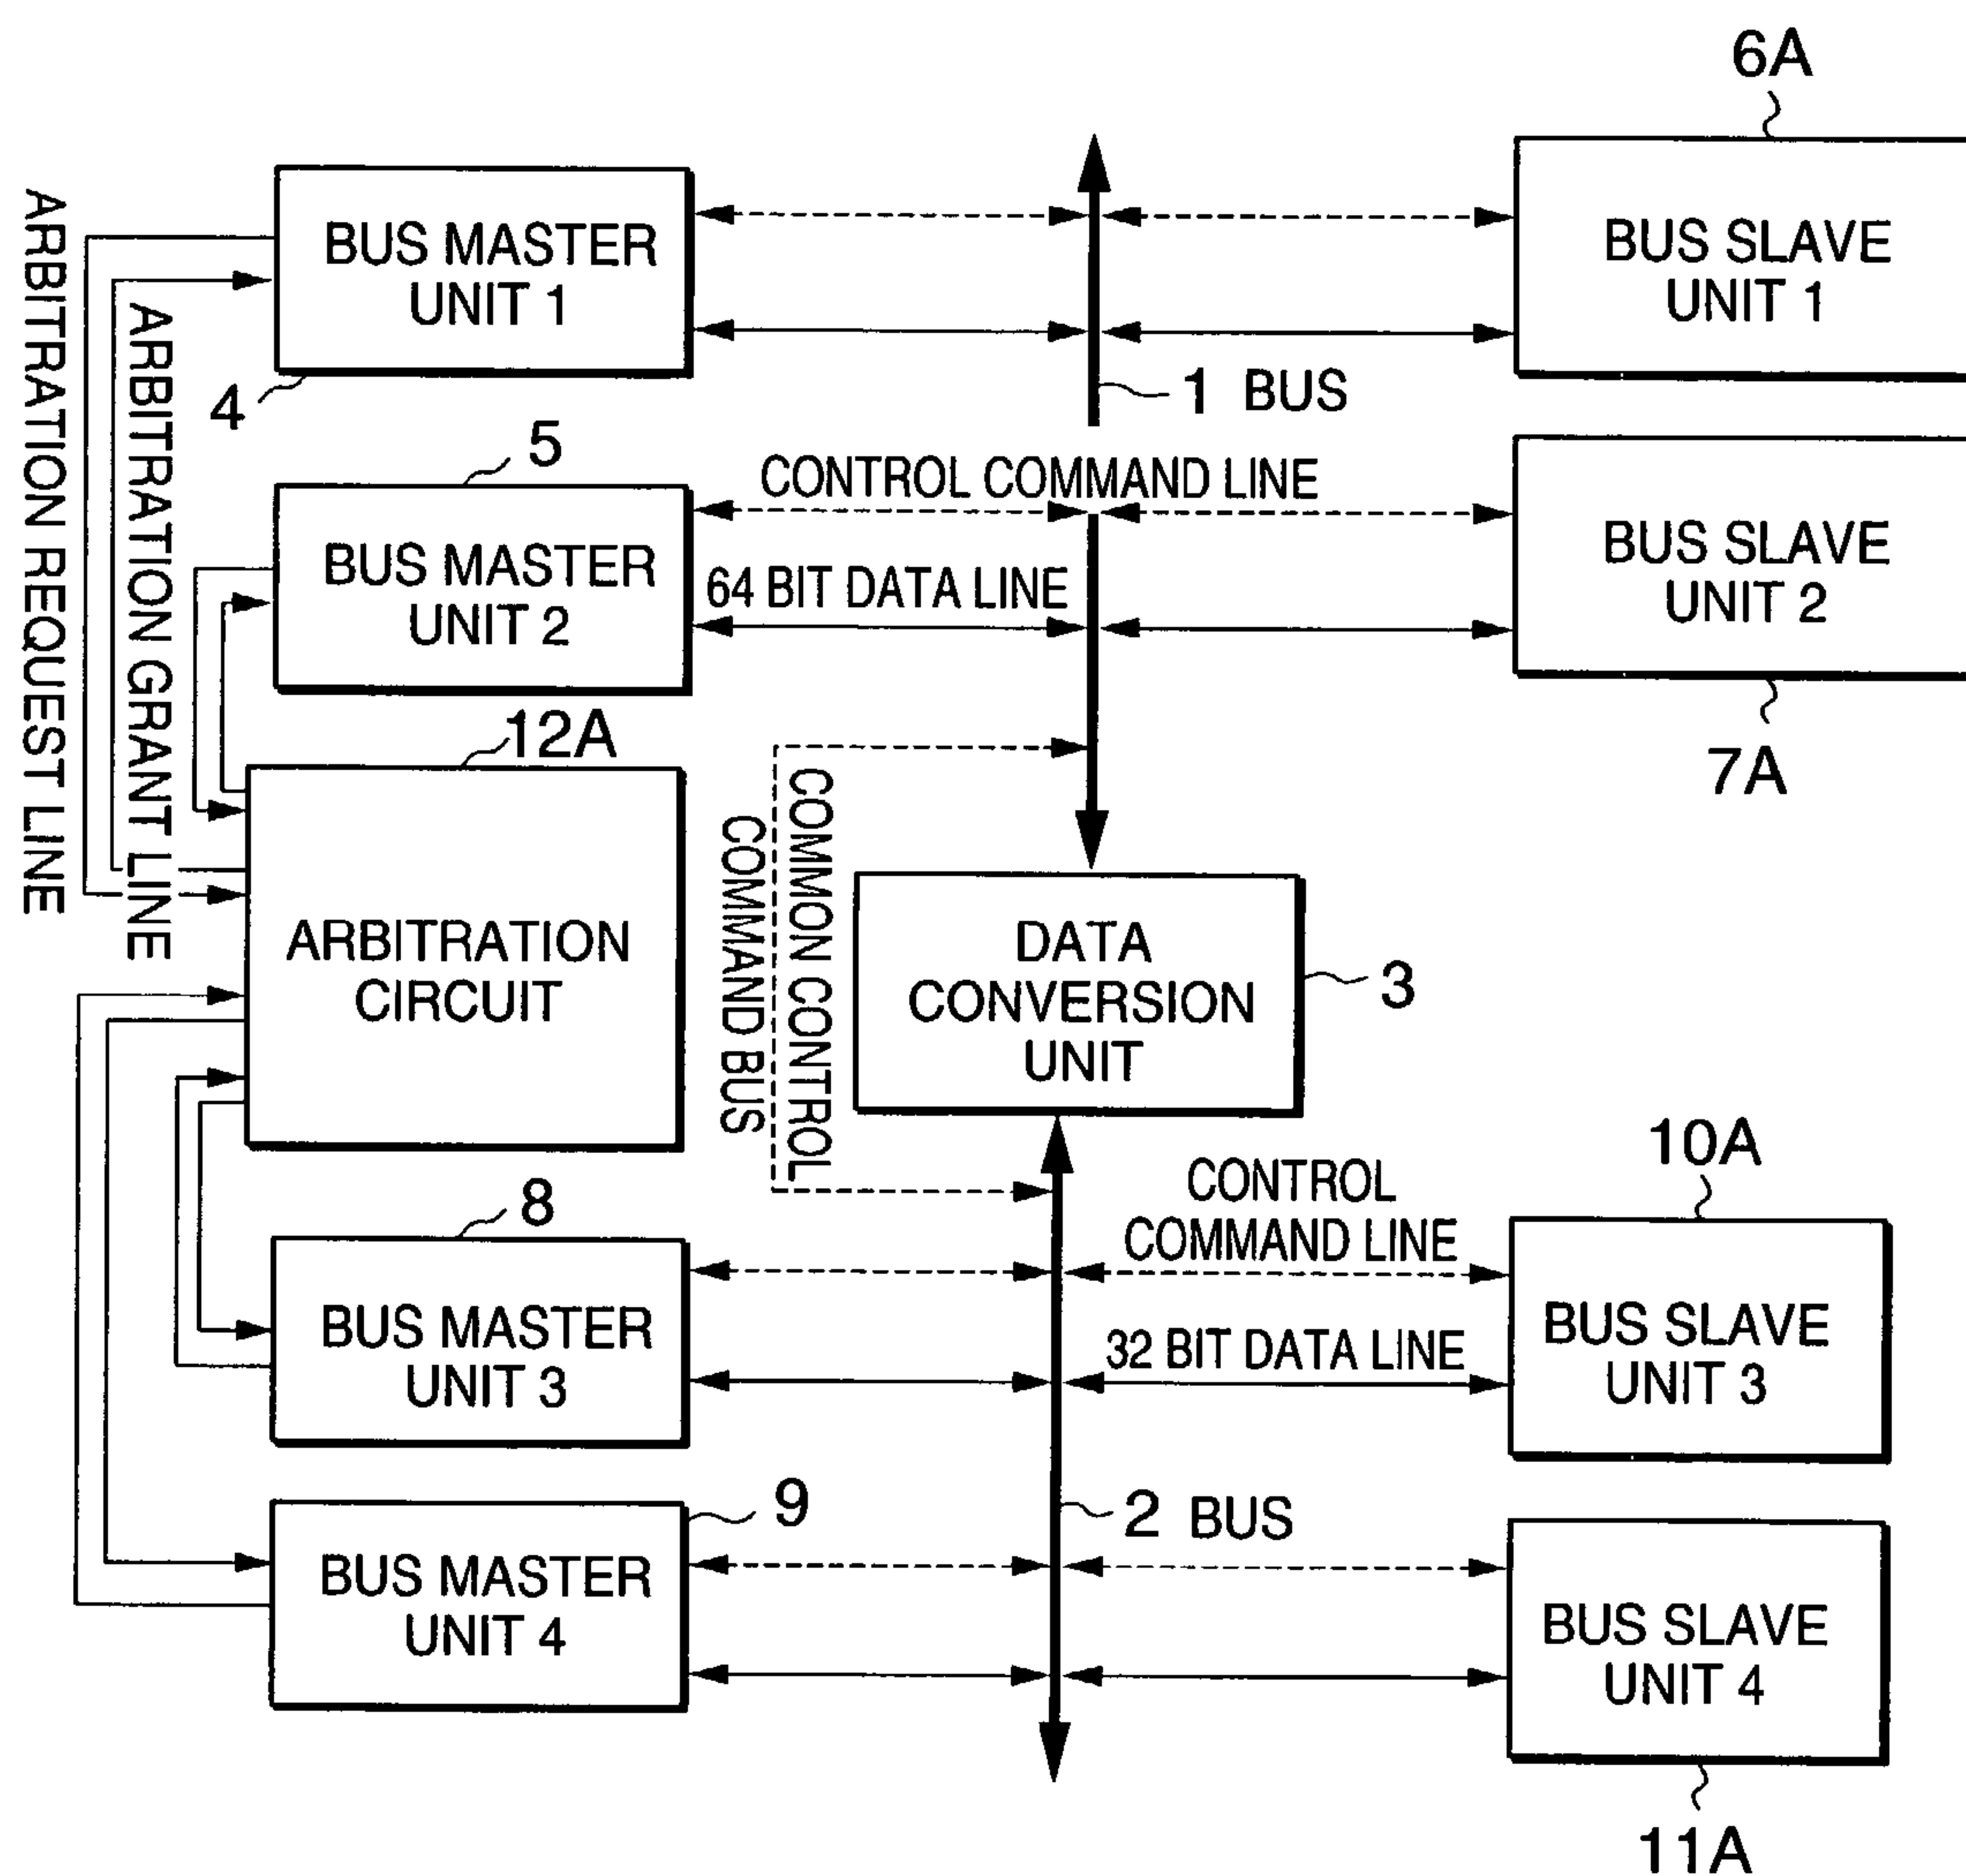 6A
BUS MASTER
UNIT 1
BUS SLAVE
UNIT 1
4
1 BUS
ARBITRATION REQUEST LINE
ARBITRATION GRANT LINE
5
CONTROL COMMAND LINE
BUS MASTER
UNIT 2
64 BIT DATA LINE
BUS SLAVE
UNIT 2
7A
12A
ARBITRATION
CIRCUIT
COMMON CONTROL
COMMAND BUS
DATA
CONVERSION
UNIT
3
10A
CONTROL
COMMAND LINE
8
BUS MASTER
UNIT 3
32 BIT DATA LINE
BUS SLAVE
UNIT 3
9
2 BUS
BUS MASTER
UNIT 4
BUS SLAVE
UNIT 4
11A